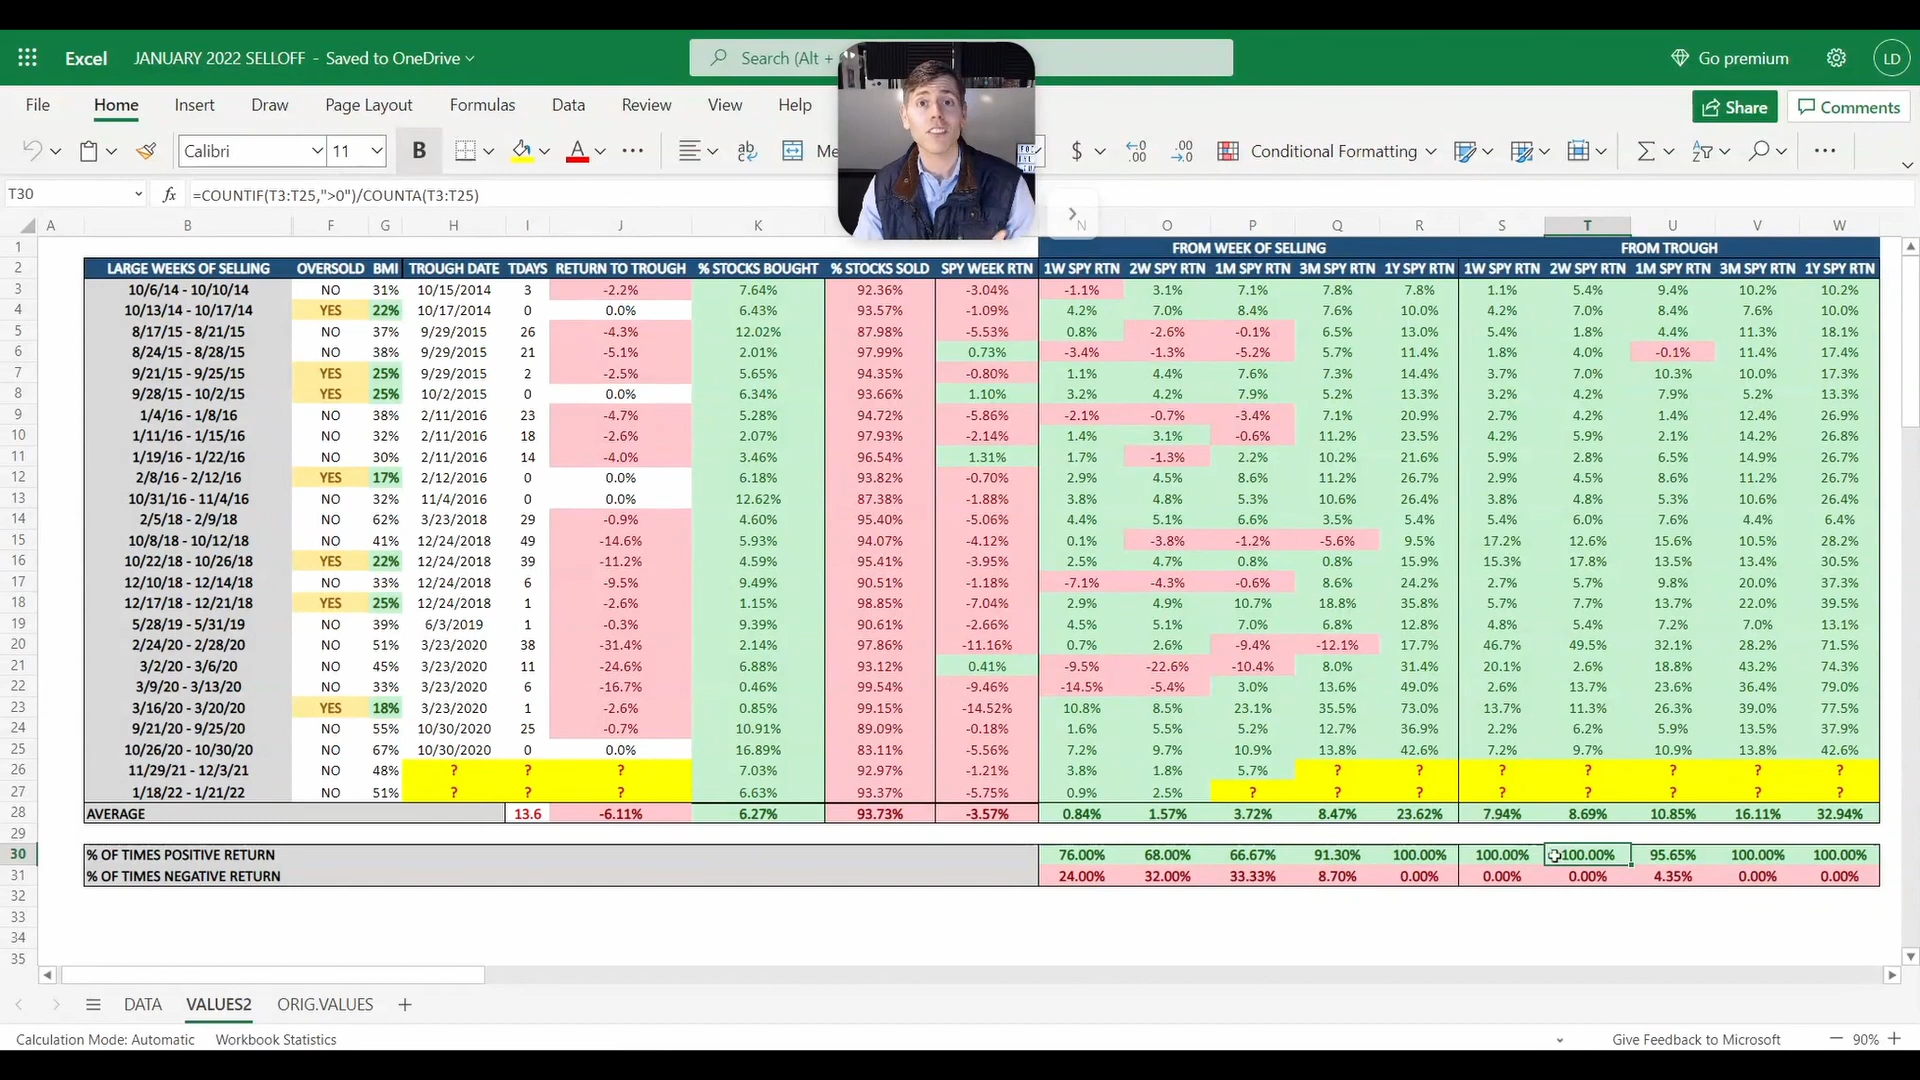 Excel JANUARY 2022 SELLOFF - Saved to OneDrive Search (Alt + Go premium LD
File Home Insert Draw Page Layout Formulas Data Review View Help Share Comments
Calibri 11 B A $ Conditional Formatting
T30 fx =COUNTIF(T3:T25,">0")/COUNTA(T3:T25)
A B F G H I J K N O P Q R S T U V W
1 FROM WEEK OF SELLING FROM TROUGH
2 LARGE WEEKS OF SELLING OVERSOLD BMI TROUGH DATE TDAYS RETURN TO TROUGH % STOCKS BOUGHT % STOCKS SOLD SPY WEEK RTN 1W SPY RTN 2W SPY RTN 1M SPY RTN 3M SPY RTN 1Y SPY RTN 1W SPY RTN 2W SPY RTN 1M SPY RTN 3M SPY RTN 1Y SPY RTN
3 10/6/14 - 10/10/14 NO 31% 10/15/2014 3 -2.2% 7.64% 92.36% -3.04% -1.1% 3.1% 7.1% 7.8% 7.8% 1.1% 5.4% 9.4% 10.2% 10.2%
4 10/13/14 - 10/17/14 YES 22% 10/17/2014 0 0.0% 6.43% 93.57% -1.09% 4.2% 7.0% 8.4% 7.6% 10.0% 4.2% 7.0% 8.4% 7.6% 10.0%
5 8/17/15 - 8/21/15 NO 37% 9/29/2015 26 -4.3% 12.02% 87.98% -5.53% 0.8% -2.6% -0.1% 6.5% 13.0% 5.4% 1.8% 4.4% 11.3% 18.1%
6 8/24/15 - 8/28/15 NO 38% 9/29/2015 21 -5.1% 2.01% 97.99% 0.73% -3.4% -1.3% -5.2% 5.7% 11.4% 1.8% 4.0% -0.1% 11.4% 17.4%
7 9/21/15 - 9/25/15 YES 25% 9/29/2015 2 -2.5% 5.65% 94.35% -0.80% 1.1% 4.4% 7.6% 7.3% 14.4% 3.7% 7.0% 10.3% 10.0% 17.3%
8 9/28/15 - 10/2/15 YES 25% 10/2/2015 0 0.0% 6.34% 93.66% 1.10% 3.2% 4.2% 7.9% 5.2% 13.3% 3.2% 4.2% 7.9% 5.2% 13.3%
9 1/4/16 - 1/8/16 NO 38% 2/11/2016 23 -4.7% 5.28% 94.72% -5.86% -2.1% -0.7% -3.4% 7.1% 20.9% 2.7% 4.2% 1.4% 12.4% 26.9%
10 1/11/16 - 1/15/16 NO 32% 2/11/2016 18 -2.6% 2.07% 97.93% -2.14% 1.4% 3.1% -0.6% 11.2% 23.5% 4.2% 5.9% 2.1% 14.2% 26.8%
11 1/19/16 - 1/22/16 NO 30% 2/11/2016 14 -4.0% 3.46% 96.54% 1.31% 1.7% -1.3% 2.2% 10.2% 21.6% 5.9% 2.8% 6.5% 14.9% 26.7%
12 2/8/16 - 2/12/16 YES 17% 2/12/2016 0 0.0% 6.18% 93.82% -0.70% 2.9% 4.5% 8.6% 11.2% 26.7% 2.9% 4.5% 8.6% 11.2% 26.7%
13 10/31/16 - 11/4/16 NO 32% 11/4/2016 0 0.0% 12.62% 87.38% -1.88% 3.8% 4.8% 5.3% 10.6% 26.4% 3.8% 4.8% 5.3% 10.6% 26.4%
14 2/5/18 - 2/9/18 NO 62% 3/23/2018 29 -0.9% 4.60% 95.40% -5.06% 4.4% 5.1% 6.6% 3.5% 5.4% 5.4% 6.0% 7.6% 4.4% 6.4%
15 10/8/18 - 10/12/18 NO 41% 12/24/2018 49 -14.6% 5.93% 94.07% -4.12% 0.1% -3.8% -1.2% -5.6% 9.5% 17.2% 12.6% 15.6% 10.5% 28.2%
16 10/22/18 - 10/26/18 YES 22% 12/24/2018 39 -11.2% 4.59% 95.41% -3.95% 2.5% 4.7% 0.8% 0.8% 15.9% 15.3% 17.8% 13.5% 13.4% 30.5%
17 12/10/18 - 12/14/18 NO 33% 12/24/2018 6 -9.5% 9.49% 90.51% -1.18% -7.1% -4.3% -0.6% 8.6% 24.2% 2.7% 5.7% 9.8% 20.0% 37.3%
18 12/17/18 - 12/21/18 YES 25% 12/24/2018 1 -2.6% 1.15% 98.85% -7.04% 2.9% 4.9% 10.7% 18.8% 35.8% 5.7% 7.7% 13.7% 22.0% 39.5%
19 5/28/19 - 5/31/19 NO 39% 6/3/2019 1 -0.3% 9.39% 90.61% -2.66% 4.5% 5.1% 7.0% 6.8% 12.8% 4.8% 5.4% 7.2% 7.0% 13.1%
20 2/24/20 - 2/28/20 NO 51% 3/23/2020 38 -31.4% 2.14% 97.86% -11.16% 0.7% 2.6% -9.4% -12.1% 17.7% 46.7% 49.5% 32.1% 28.2% 71.5%
21 3/2/20 - 3/6/20 NO 45% 3/23/2020 11 -24.6% 6.88% 93.12% 0.41% -9.5% -22.6% -10.4% 8.0% 31.4% 20.1% 2.6% 18.8% 43.2% 74.3%
22 3/9/20 - 3/13/20 NO 33% 3/23/2020 6 -16.7% 0.46% 99.54% -9.46% -14.5% -5.4% 3.0% 13.6% 49.0% 2.6% 13.7% 23.6% 36.4% 79.0%
23 3/16/20 - 3/20/20 YES 18% 3/23/2020 1 -2.6% 0.85% 99.15% -14.52% 10.8% 8.5% 23.1% 35.5% 73.0% 13.7% 11.3% 26.3% 39.0% 77.5%
24 9/21/20 - 9/25/20 NO 55% 10/30/2020 25 -0.7% 10.91% 89.09% -0.18% 1.6% 5.5% 5.2% 12.7% 36.9% 2.2% 6.2% 5.9% 13.5% 37.9%
25 10/26/20 - 10/30/20 NO 67% 10/30/2020 0 0.0% 16.89% 83.11% -5.56% 7.2% 9.7% 10.9% 13.8% 42.6% 7.2% 9.7% 10.9% 13.8% 42.6%
26 11/29/21 - 12/3/21 NO 48% ? ? ? 7.03% 92.97% -1.21% 3.8% 1.8% 5.7% ? ? ? ? ? ? ?
27 1/18/22 - 1/21/22 NO 51% ? ? ? 6.63% 93.37% -5.75% 0.9% 2.5% ? ? ? ? ? ? ? ?
28 AVERAGE 13.6 -6.11% 6.27% 93.73% -3.57% 0.84% 1.57% 3.72% 8.47% 23.62% 7.94% 8.69% 10.85% 16.11% 32.94%
29
30 % OF TIMES POSITIVE RETURN 76.00% 68.00% 66.67% 91.30% 100.00% 100.00% 100.00% 95.65% 100.00% 100.00%
31 % OF TIMES NEGATIVE RETURN 24.00% 32.00% 33.33% 8.70% 0.00% 0.00% 0.00% 4.35% 0.00% 0.00%
32
33
34
35
DATA VALUES2 ORIG.VALUES
Calculation Mode: Automatic Workbook Statistics Give Feedback to Microsoft 90%